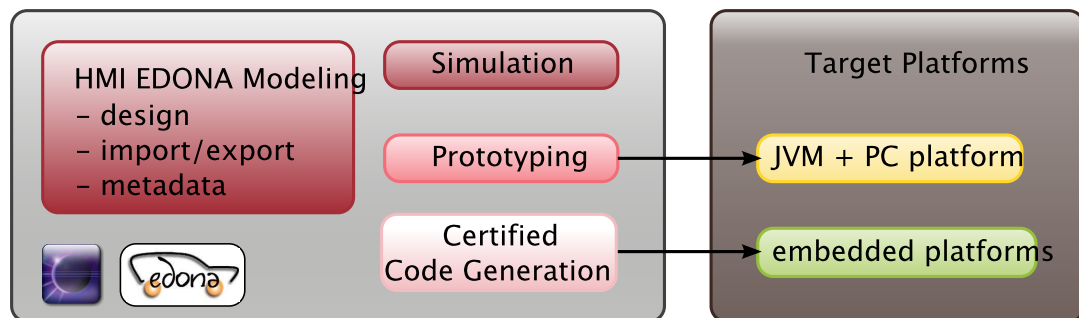 HMI EDONA Modeling
- design
- import/export
- metadata
Simulation
Prototyping
Certified
Code Generation
edona
Target Platforms
JVM + PC platform
embedded platforms